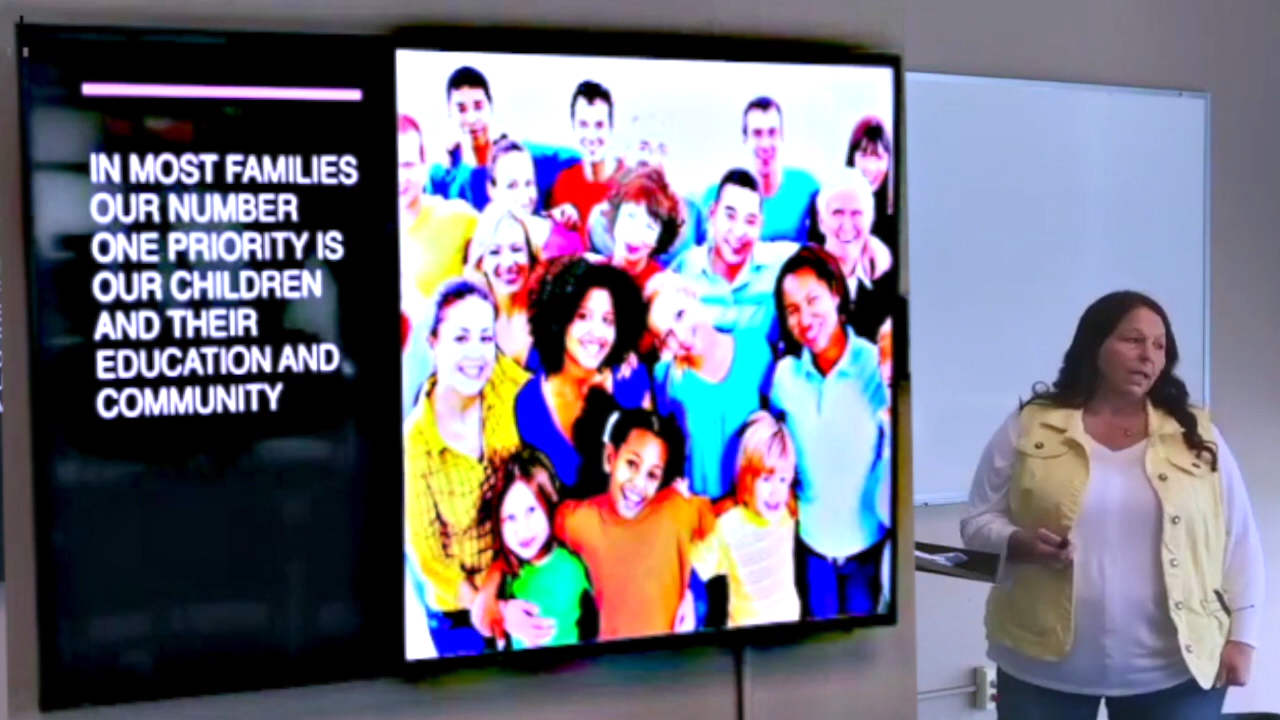 IN MOST FAMILIES
OUR NUMBER
ONE PRIORITY IS
OUR CHILDREN
AND THEIR
EDUCATION AND
COMMUNITY